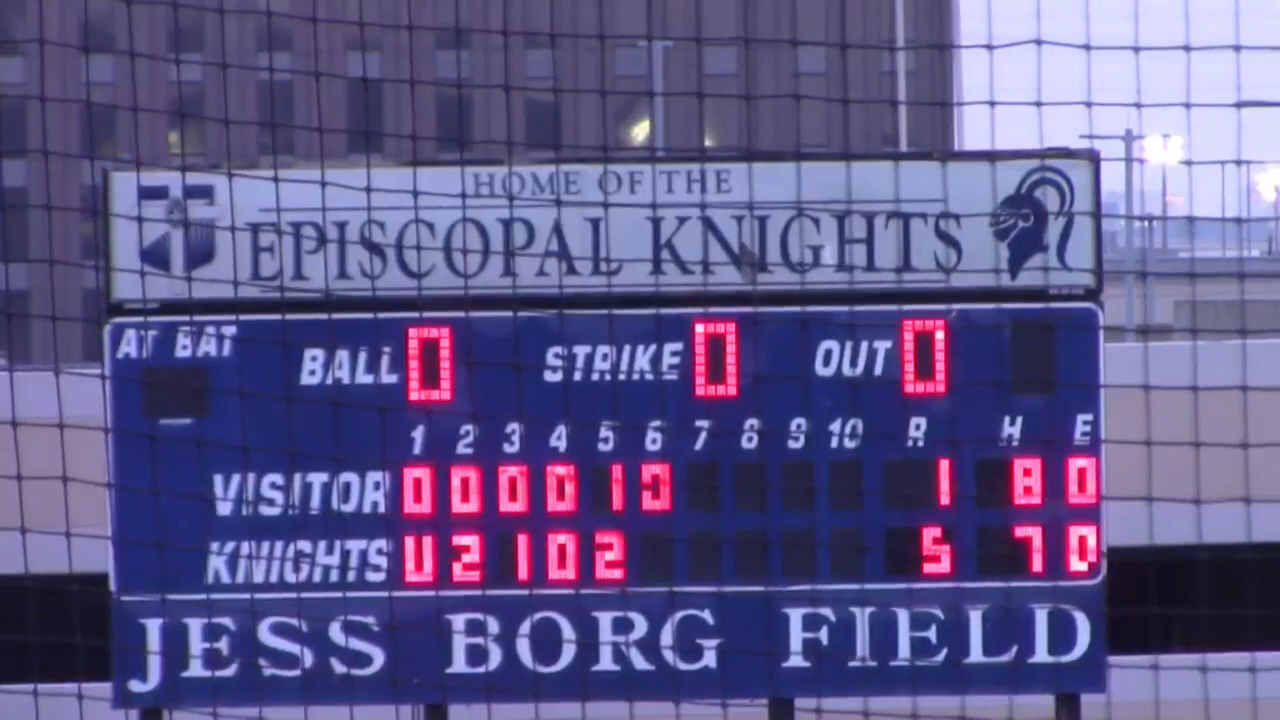 HOME OF THE
EPISCOPAL KNIGHTS
AT BAT
BALL 0 STRIKE 0 OUT 0
1 2 3 4 5 6 7 8 9 10 R H E
VISITOR 0 0 0 0 1 0 1 8 0
KNIGHTS 0 2 1 0 2 5 7 0
JESS BORG FIELD